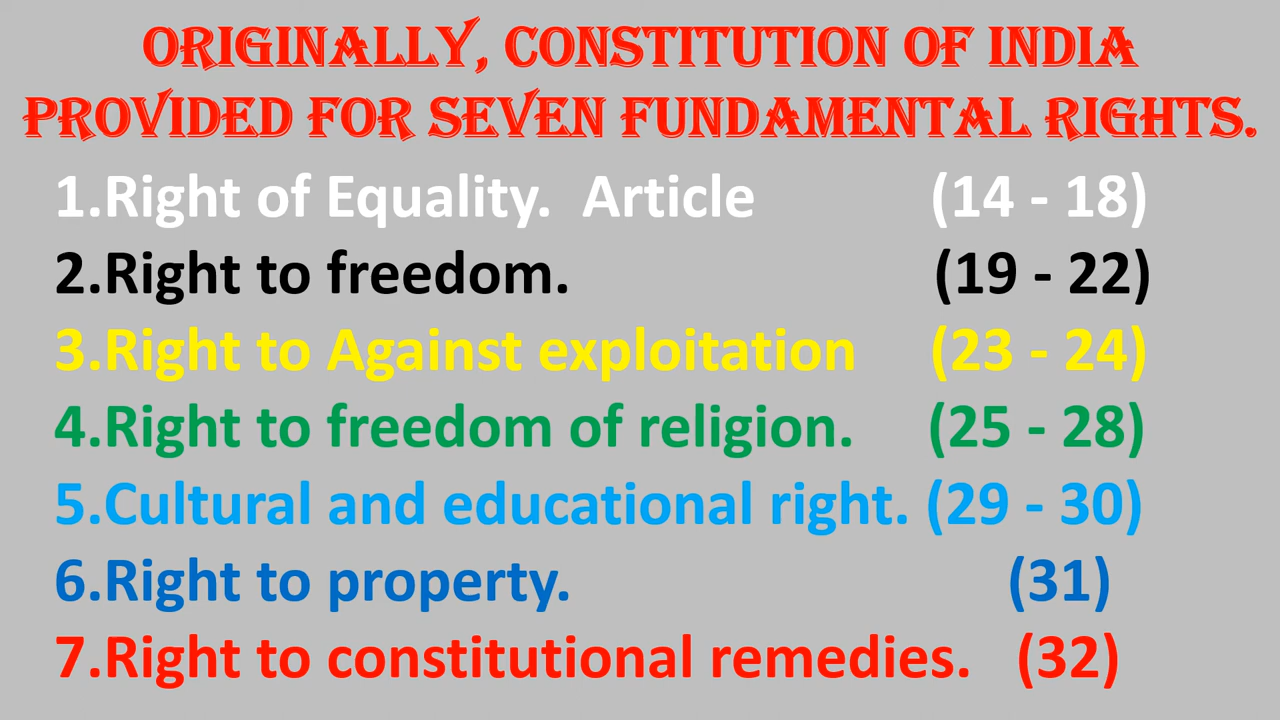 ORIGINALLY, CONSTITUTION OF INDIA
PROVIDED FOR SEVEN FUNDAMENTAL RIGHTS.
1.Right of Equality. Article (14 - 18)
2.Right to freedom. (19 - 22)
3.Right to Against exploitation (23 - 24)
4.Right to freedom of religion. (25 - 28)
5.Cultural and educational right. (29 - 30)
6.Right to property. (31)
7.Right to constitutional remedies. (32)